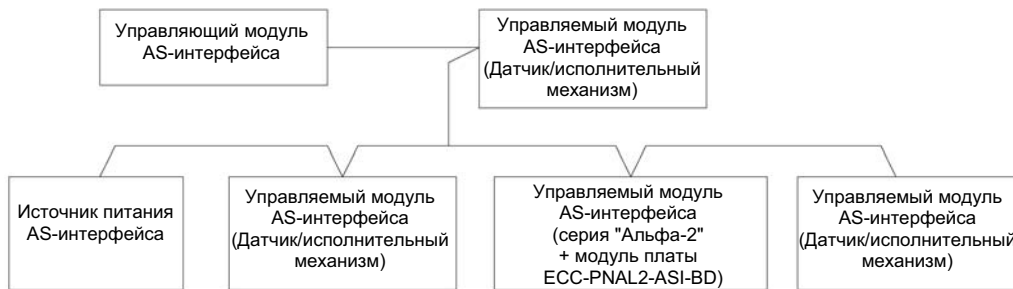 Управляющий модуль
AS-интерфейса
Управляемый модуль
AS-интерфейса
(Датчик/исполнительный
механизм)
Источник питания
AS-интерфейса
Управляемый модуль
AS-интерфейса
(Датчик/исполнительный
механизм)
Управляемый модуль
AS-интерфейса
(серия "Альфа-2"
+ модуль платы
ECC-PNAL2-ASI-BD)
Управляемый модуль
AS-интерфейса
(Датчик/исполнительный
механизм)